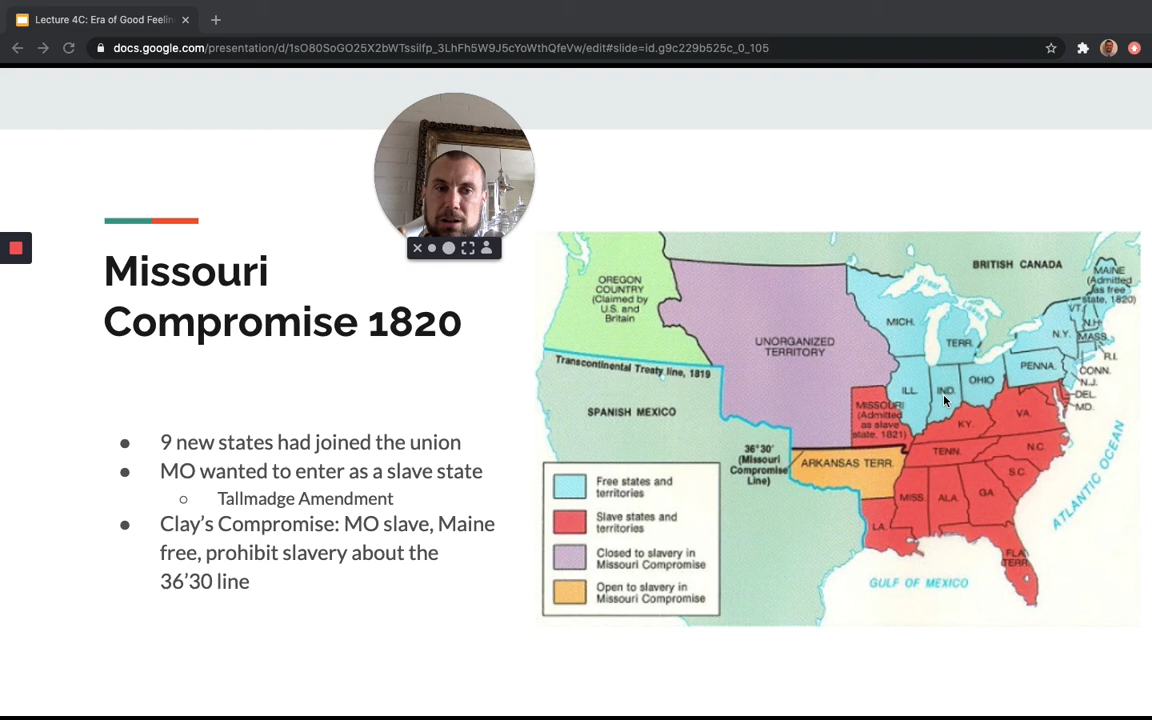 Lecture 4C: Era of Good Feelin
docs.google.com/presentation/d/1sO80SoGO25X2bWTssiIfp_3LhFh5W9J5cYoWthQfeVw/edit#slide=id.g9c229b525c_0_105
Missouri
Compromise 1820
9 new states had joined the union
MO wanted to enter as a slave state
Tallmadge Amendment
Clay's Compromise: MO slave, Maine
free, prohibit slavery about the
36'30 line
OREGON
COUNTRY
(Claimed by
U.S. and
Britain
BRITISH CANADA
MAINE
(Admitted
as free
state, 1820)
UNORGANIZED
TERRITORY
MICH.
TERR.
Great
VT.
N.H.
N.Y.
MASS.
R.I.
CONN.
PENNA.
N.J.
DEL.
MD.
Transcontinental Treaty line, 1819
SPANISH MEXICO
ILL.
IND.
OHIO
MISSOURI
(Admitted
as slave
state, 1821)
KY.
VA.
36°30'
(Missouri
Compromise
Line)
ARKANSAS TERR.
TENN.
N.C.
S.C.
MISS.
ALA.
GA.
LA.
FLA.
TERR.
ATLANTIC OCEAN
GULF OF MEXICO
Free states and
territories
Slave states and
territories
Closed to slavery in
Missouri Compromise
Open to slavery in
Missouri Compromise